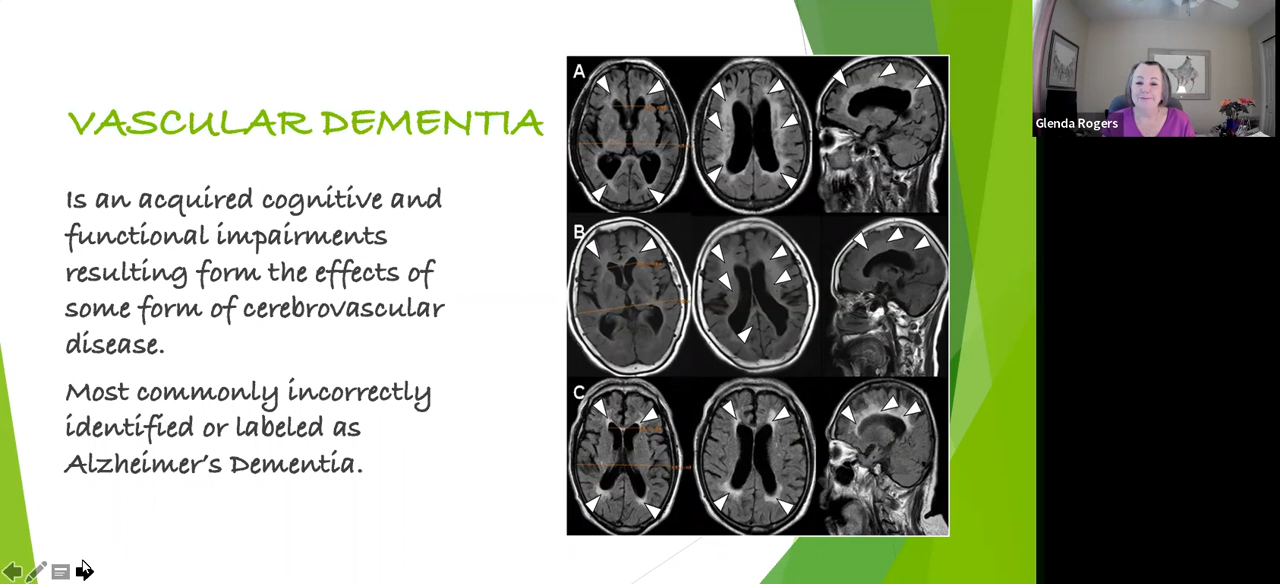 VASCULAR DEMENTIA
Is an acquired cognitive and
functional impairments
resulting form the effects of
some form of cerebrovascular
disease.
Most commonly incorrectly
identified or labeled as
Alzheimer's Dementia.
A
B
C
Glenda Rogers